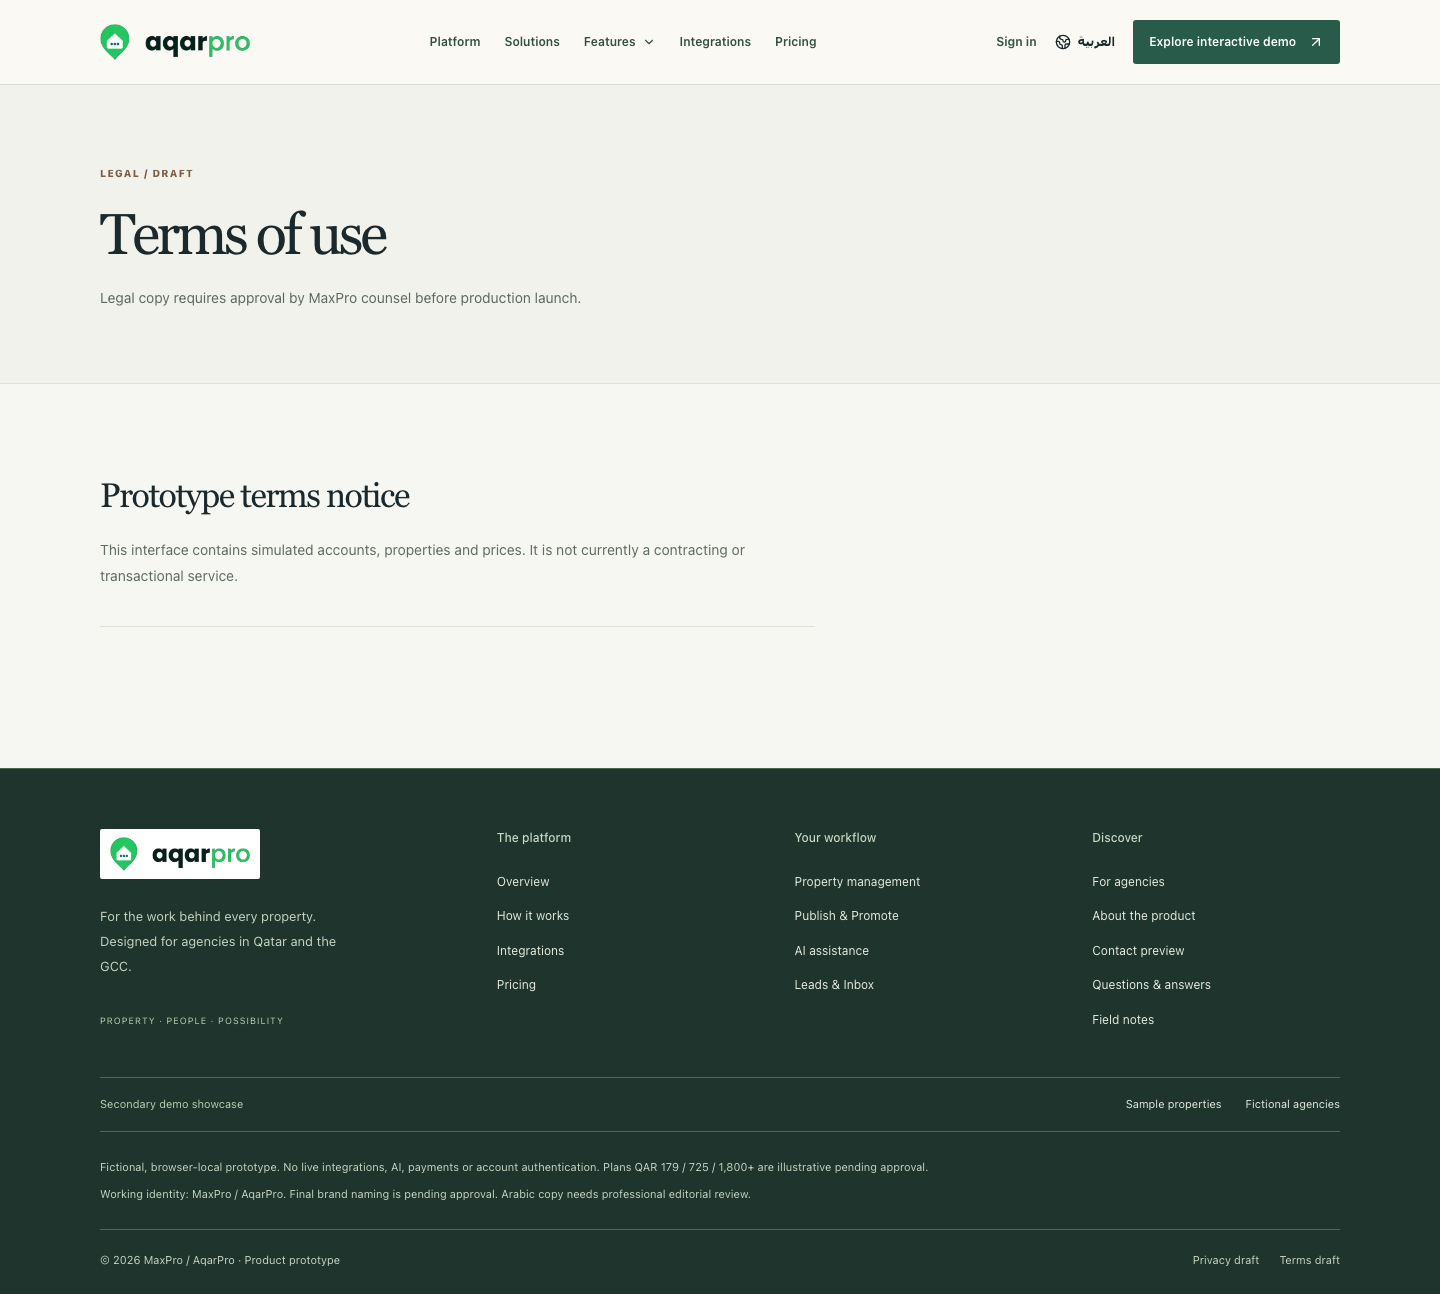 aqarpro
Platform
Solutions
Features
Integrations
Pricing
Sign in
العربية
Explore interactive demo
LEGAL / DRAFT
Terms of use
Legal copy requires approval by MaxPro counsel before production launch.
Prototype terms notice
This interface contains simulated accounts, properties and prices. It is not currently a contracting or
transactional service.
aqarpro
For the work behind every property.
Designed for agencies in Qatar and the
GCC.
PROPERTY · PEOPLE · POSSIBILITY
The platform
Overview
How it works
Integrations
Pricing
Your workflow
Property management
Publish & Promote
AI assistance
Leads & Inbox
Discover
For agencies
About the product
Contact preview
Questions & answers
Field notes
Secondary demo showcase
Sample properties
Fictional agencies
Fictional, browser-local prototype. No live integrations, AI, payments or account authentication. Plans QAR 179 / 725 / 1,800+ are illustrative pending approval.
Working identity: MaxPro / AqarPro. Final brand naming is pending approval. Arabic copy needs professional editorial review.
© 2026 MaxPro / AqarPro · Product prototype
Privacy draft
Terms draft